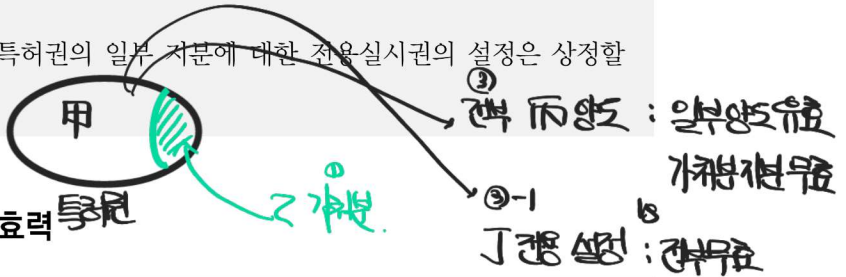 특허권의 일부 지분에 대한 전용실시권의 설정은 상정할
③
甲 전부 丙 양도 : 일부양도 유효
가처분지분 무효
①
특허권 乙 가처분. ③-1 vs
효력 丁 전용 설정 : 전부무효